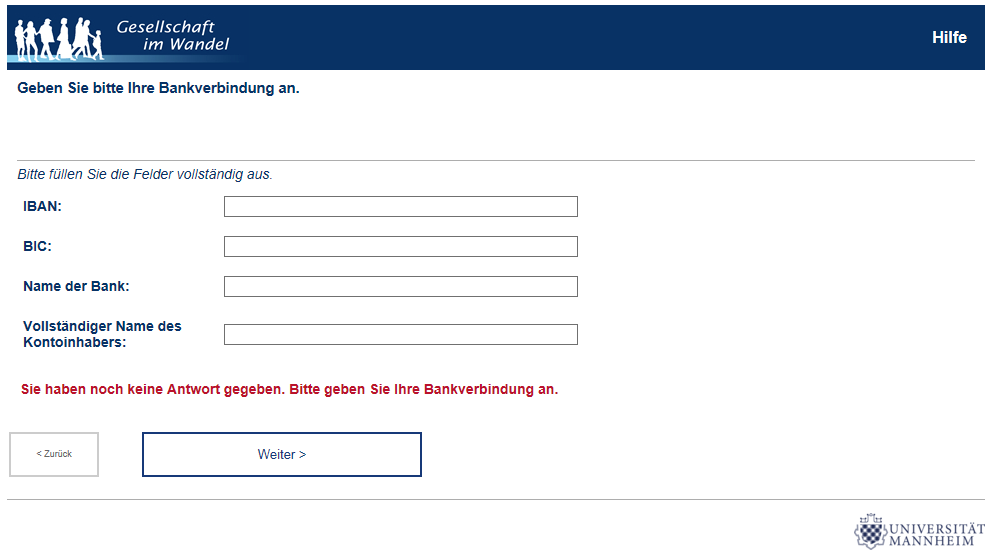 Gesellschaft
im Wandel
Hilfe
Geben Sie bitte Ihre Bankverbindung an.
Bitte füllen Sie die Felder vollständig aus.
IBAN:
BIC:
Name der Bank:
Vollständiger Name des
Kontoinhabers:
Sie haben noch keine Antwort gegeben. Bitte geben Sie Ihre Bankverbindung an.
< Zurück
Weiter >
UNIVERSITÄT
MANNHEIM